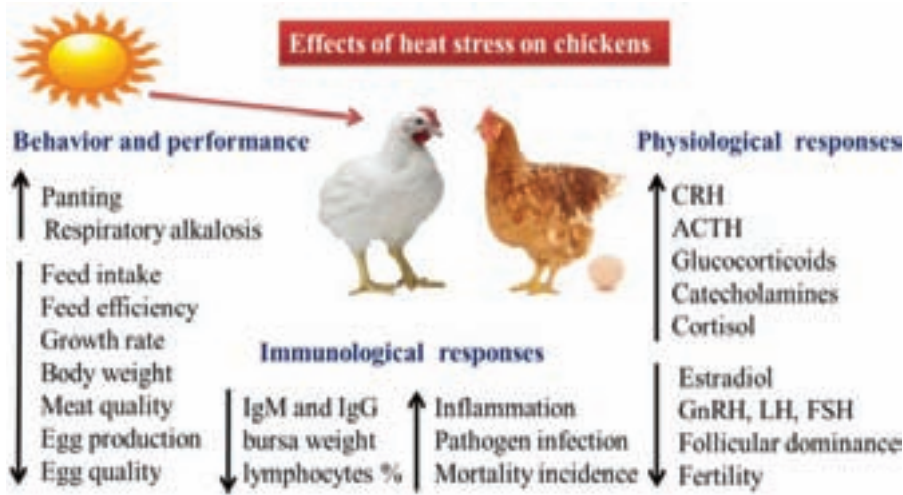 Effects of heat stress on chickens
Behavior and performance
Panting
Respiratory alkalosis
Feed intake
Feed efficiency
Growth rate
Body weight
Meat quality
Egg production
Egg quality
Immunological responses
IgM and IgG
bursa weight
lymphocytes %
Inflammation
Pathogen infection
Mortality incidence
Physiological responses
CRH
ACTH
Glucocorticoids
Catecholamines
Cortisol
Estradiol
GnRH, LH, FSH
Follicular dominance
Fertility